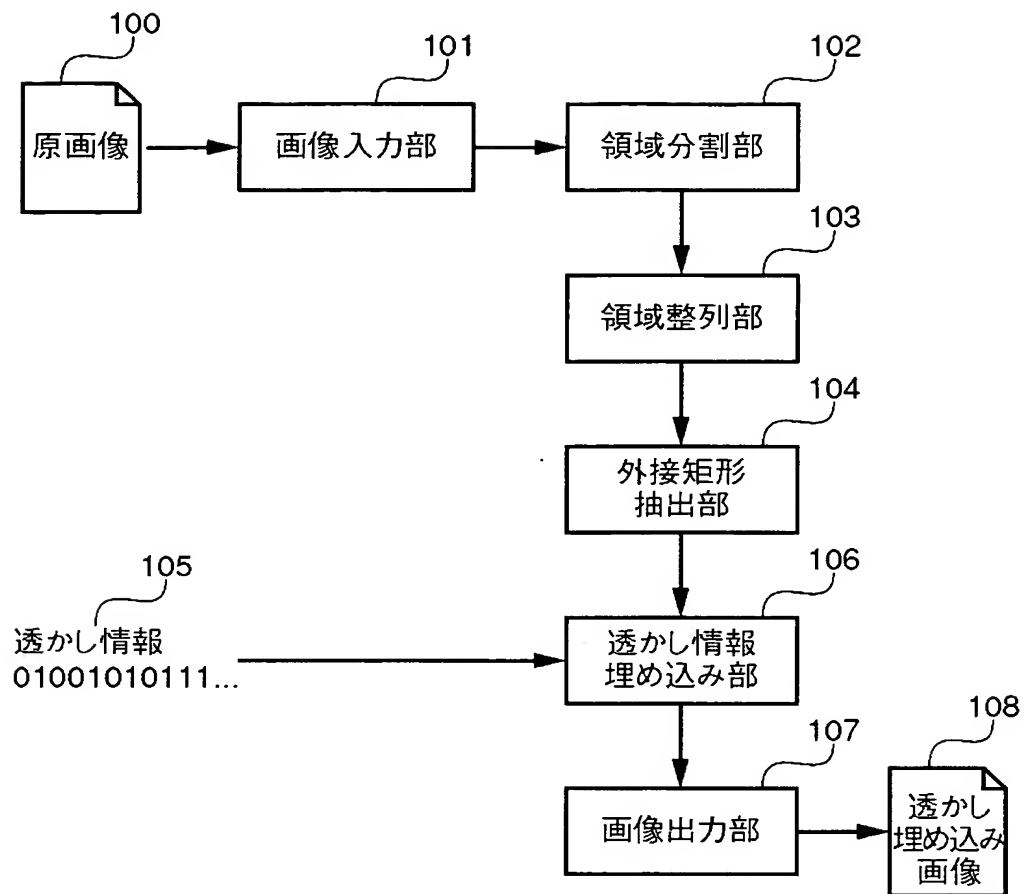 100
原画像
101
画像入力部
102
領域分割部
103
領域整列部
104
外接矩形
抽出部
105
透かし情報
01001010111...
106
透かし情報
埋め込み部
107
画像出力部
108
透かし
埋め込み
画像